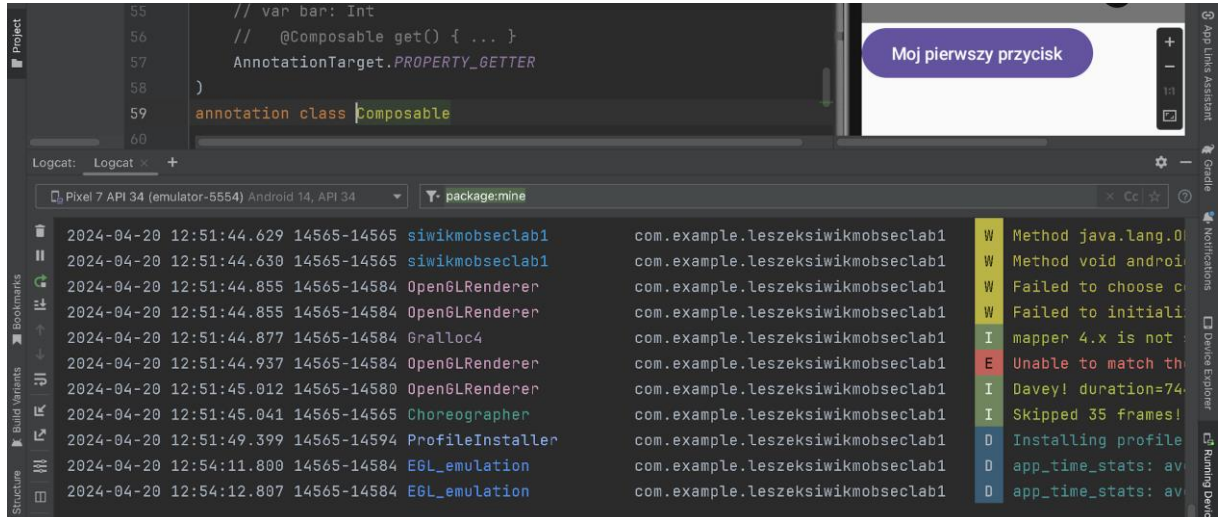 Project
55 // var bar: Int
56 // @Composable get() { ... }
57 AnnotationTarget.PROPERTY_GETTER
58 )
59 annotation class Composable
60
Moj pierwszy przycisk
+
−
1:1
App Links Assistant
Gradle
Notifications
Device Explorer
Running Devic
Logcat: Logcat × +
Pixel 7 API 34 (emulator-5554) Android 14, API 34
package:mine
× Cc
2024-04-20 12:51:44.629 14565-14565 siwikmobseclab1 com.example.leszeksiwikmobseclab1 W Method java.lang.O
2024-04-20 12:51:44.630 14565-14565 siwikmobseclab1 com.example.leszeksiwikmobseclab1 W Method void androi
2024-04-20 12:51:44.855 14565-14584 OpenGLRenderer com.example.leszeksiwikmobseclab1 W Failed to choose c
2024-04-20 12:51:44.855 14565-14584 OpenGLRenderer com.example.leszeksiwikmobseclab1 W Failed to initiali
2024-04-20 12:51:44.877 14565-14584 Gralloc4 com.example.leszeksiwikmobseclab1 I mapper 4.x is not
2024-04-20 12:51:44.937 14565-14584 OpenGLRenderer com.example.leszeksiwikmobseclab1 E Unable to match th
2024-04-20 12:51:45.012 14565-14580 OpenGLRenderer com.example.leszeksiwikmobseclab1 I Davey! duration=74
2024-04-20 12:51:45.041 14565-14565 Choreographer com.example.leszeksiwikmobseclab1 I Skipped 35 frames!
2024-04-20 12:51:49.399 14565-14594 ProfileInstaller com.example.leszeksiwikmobseclab1 D Installing profile
2024-04-20 12:54:11.800 14565-14584 EGL_emulation com.example.leszeksiwikmobseclab1 D app_time_stats: av
2024-04-20 12:54:12.807 14565-14584 EGL_emulation com.example.leszeksiwikmobseclab1 D app_time_stats: av
Bookmarks
Build Variants
Structure